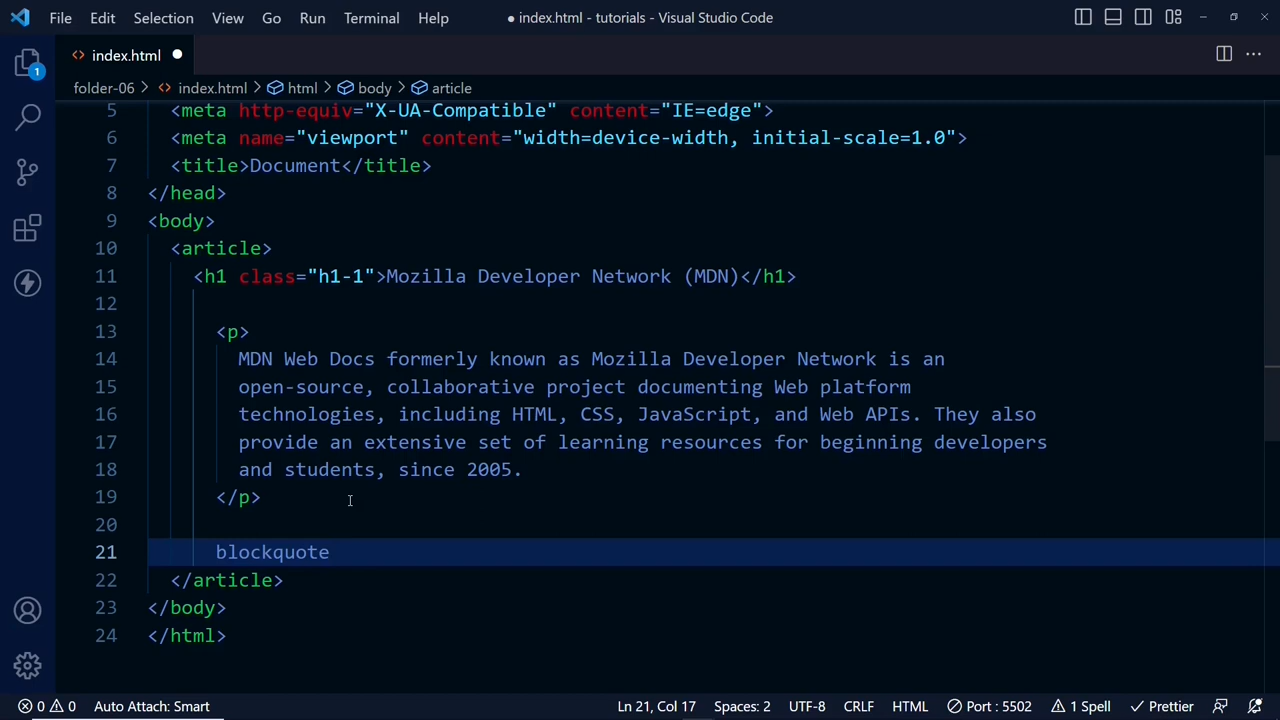 File Edit Selection View Go Run Terminal Help ● index.html - tutorials - Visual Studio Code
index.html
1
folder-06 > index.html > html > body > article
5 <meta http-equiv="X-UA-Compatible" content="IE=edge">
6 <meta name="viewport" content="width=device-width, initial-scale=1.0">
7 <title>Document</title>
8 </head>
9 <body>
10 <article>
11 <h1 class="h1-1">Mozilla Developer Network (MDN)</h1>
12
13 <p>
14 MDN Web Docs formerly known as Mozilla Developer Network is an
15 open-source, collaborative project documenting Web platform
16 technologies, including HTML, CSS, JavaScript, and Web APIs. They also
17 provide an extensive set of learning resources for beginning developers
18 and students, since 2005.
19 </p>
20
21 blockquote
22 </article>
23 </body>
24 </html>
0 0 Auto Attach: Smart Ln 21, Col 17 Spaces: 2 UTF-8 CRLF HTML Port : 5502 1 Spell Prettier